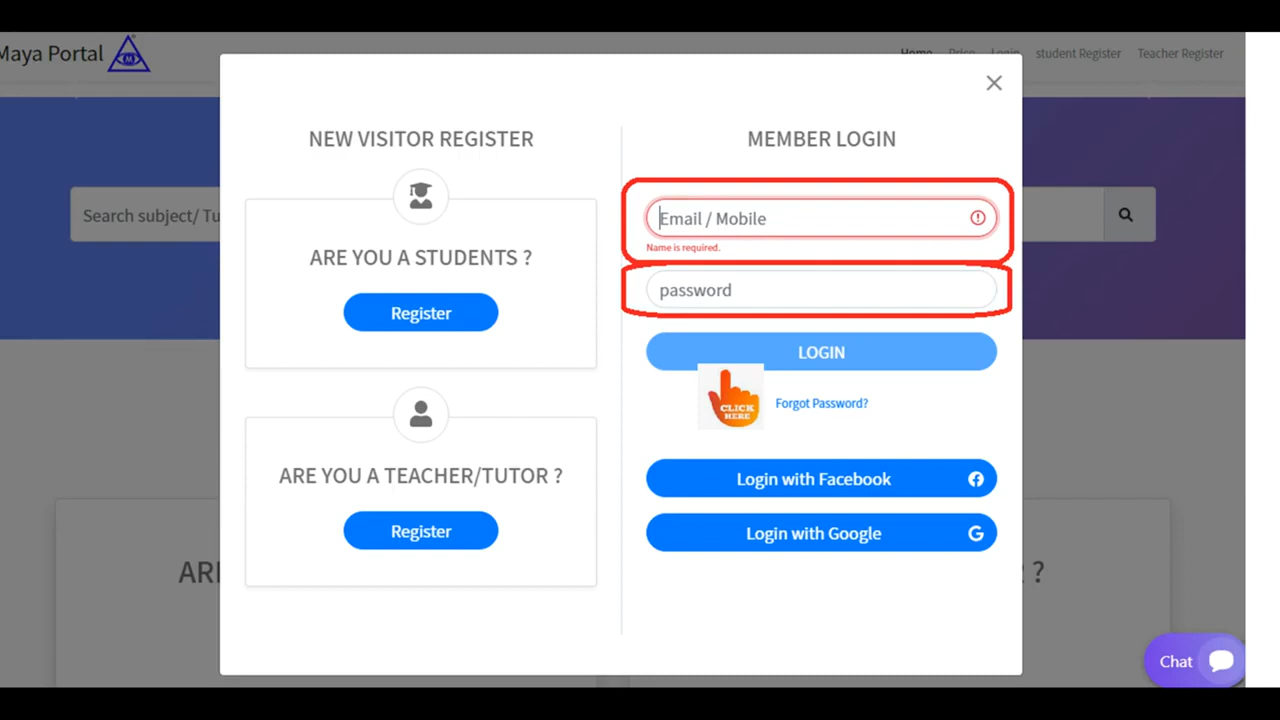 Maya Portal
Home Price Login student Register Teacher Register
Search subject/ Tu
NEW VISITOR REGISTER
ARE YOU A STUDENTS ?
Register
ARE YOU A TEACHER/TUTOR ?
Register
MEMBER LOGIN
Email / Mobile
Name is required.
password
LOGIN
CLICK
HERE
Forgot Password?
Login with Facebook
Login with Google
?
Chat